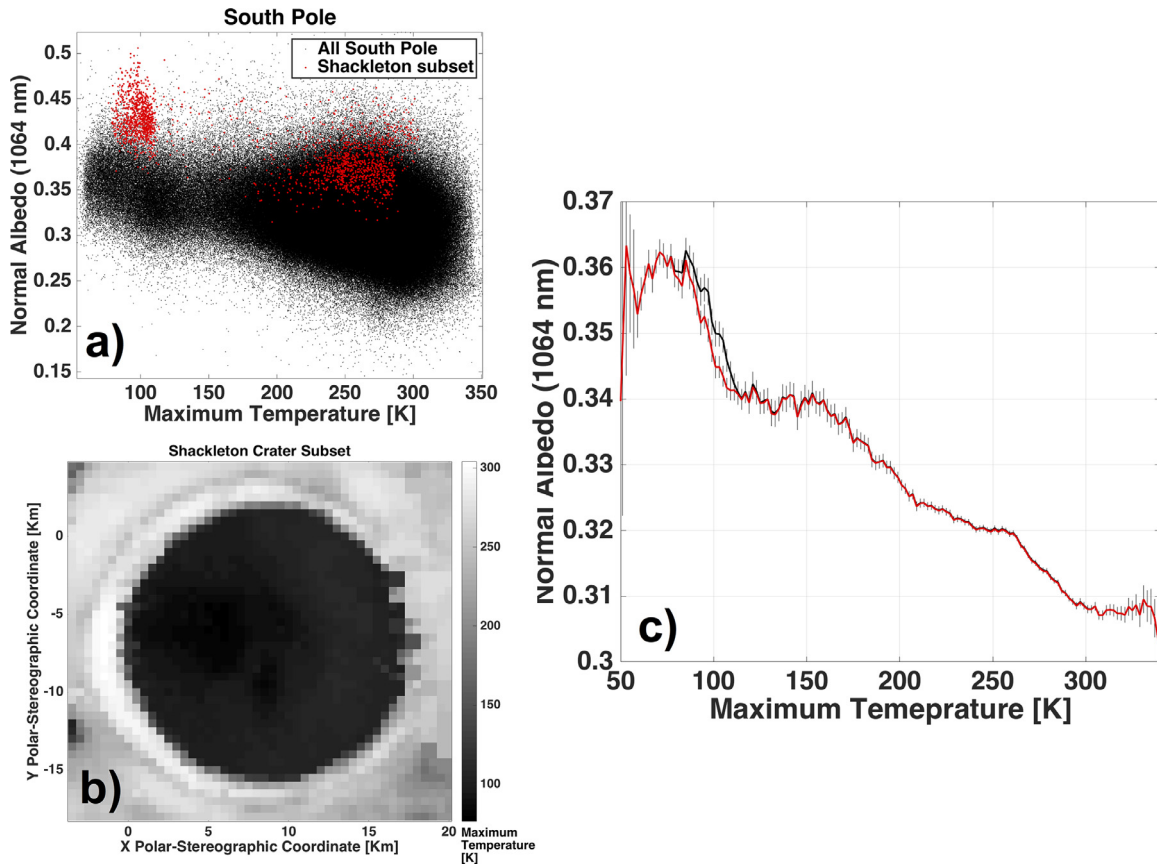 South Pole
All South Pole
Shackleton subset
0.5
0.45
0.4
0.35
0.3
0.25
0.2
0.15
Normal Albedo (1064 nm)
a)
100
150
200
250
300
350
Maximum Temperature [K]
Shackleton Crater Subset
0
-5
-10
-15
Y Polar-Stereographic Coordinate [Km]
b)
0
5
10
15
20
X Polar-Stereographic Coordinate [Km]
300
250
200
150
100
Maximum
Temperature
[K]
0.37
0.36
0.35
0.34
0.33
0.32
0.31
0.3
Normal Albedo (1064 nm)
c)
50
100
150
200
250
300
Maximum Temeprature [K]